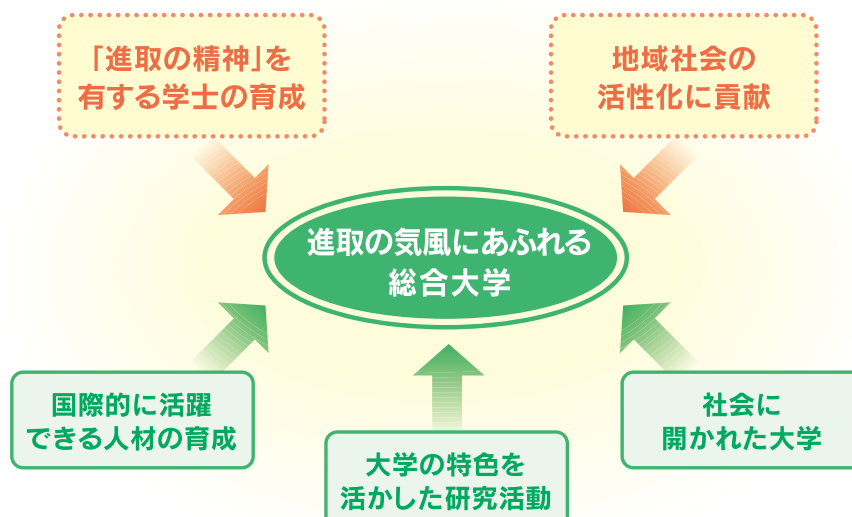 「進取の精神」を
有する学士の育成
地域社会の
活性化に貢献
進取の気風にあふれる
総合大学
国際的に活躍
できる人材の育成
大学の特色を
活かした研究活動
社会に
開かれた大学